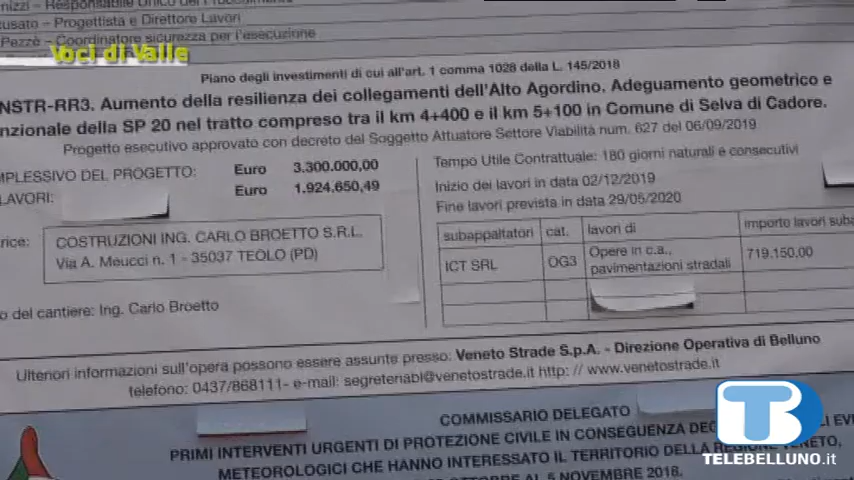 Responsabile Unico del Procedimento
Progettista e Direttore Lavori
Pezzè - Coordinatore sicurezza per l'esecuzione
Voci di Valle
Piano degli investimenti di cui all'art. 1 comma 1028 della L. 145/2018
NSTR-RR3. Aumento della resilienza dei collegamenti dell'Alto Agordino. Adeguamento geometrico e
nzionale della SP 20 nel tratto compreso tra il km 4+400 e il km 5+100 in Comune di Selva di Cadore.
Progetto esecutivo approvato con decreto del Soggetto Attuatore Settore Viabilità num. 627 del 06/09/2019
MPLESSIVO DEL PROGETTO: Euro 3.300.000,00
LAVORI: Euro 1.924.650,49
Tempo Utile Contrattuale: 180 giorni naturali e consecutivi
Inizio dei lavori in data 02/12/2019
Fine lavori prevista in data 29/05/2020
rice: COSTRUZIONI ING. CARLO BROETTO S.R.L.
Via A. Meucci n. 1 - 35037 TEOLO (PD)
o del cantiere: Ing. Carlo Broetto
subappaltatori cat. lavori di importo lavori suba
ICT SRL OG3 Opere in c.a., 719.150,00
pavimentazioni stradali
Ulteriori informazioni sull'opera possono essere assunte presso: Veneto Strade S.p.A. - Direzione Operativa di Belluno
telefono: 0437/868111- e-mail: segreteriabl@venetostrade.it http: // www.venetostrade.it
COMMISSARIO DELEGATO
PRIMI INTERVENTI URGENTI DI PROTEZIONE CIVILE IN CONSEGUENZA DEG LI EVE
METEOROLOGICI CHE HANNO INTERESSATO IL TERRITORIO DELLA REGIONE VENETO,
AL 5 NOVEMBRE 2018.
TB
TELEBELLUNO.it